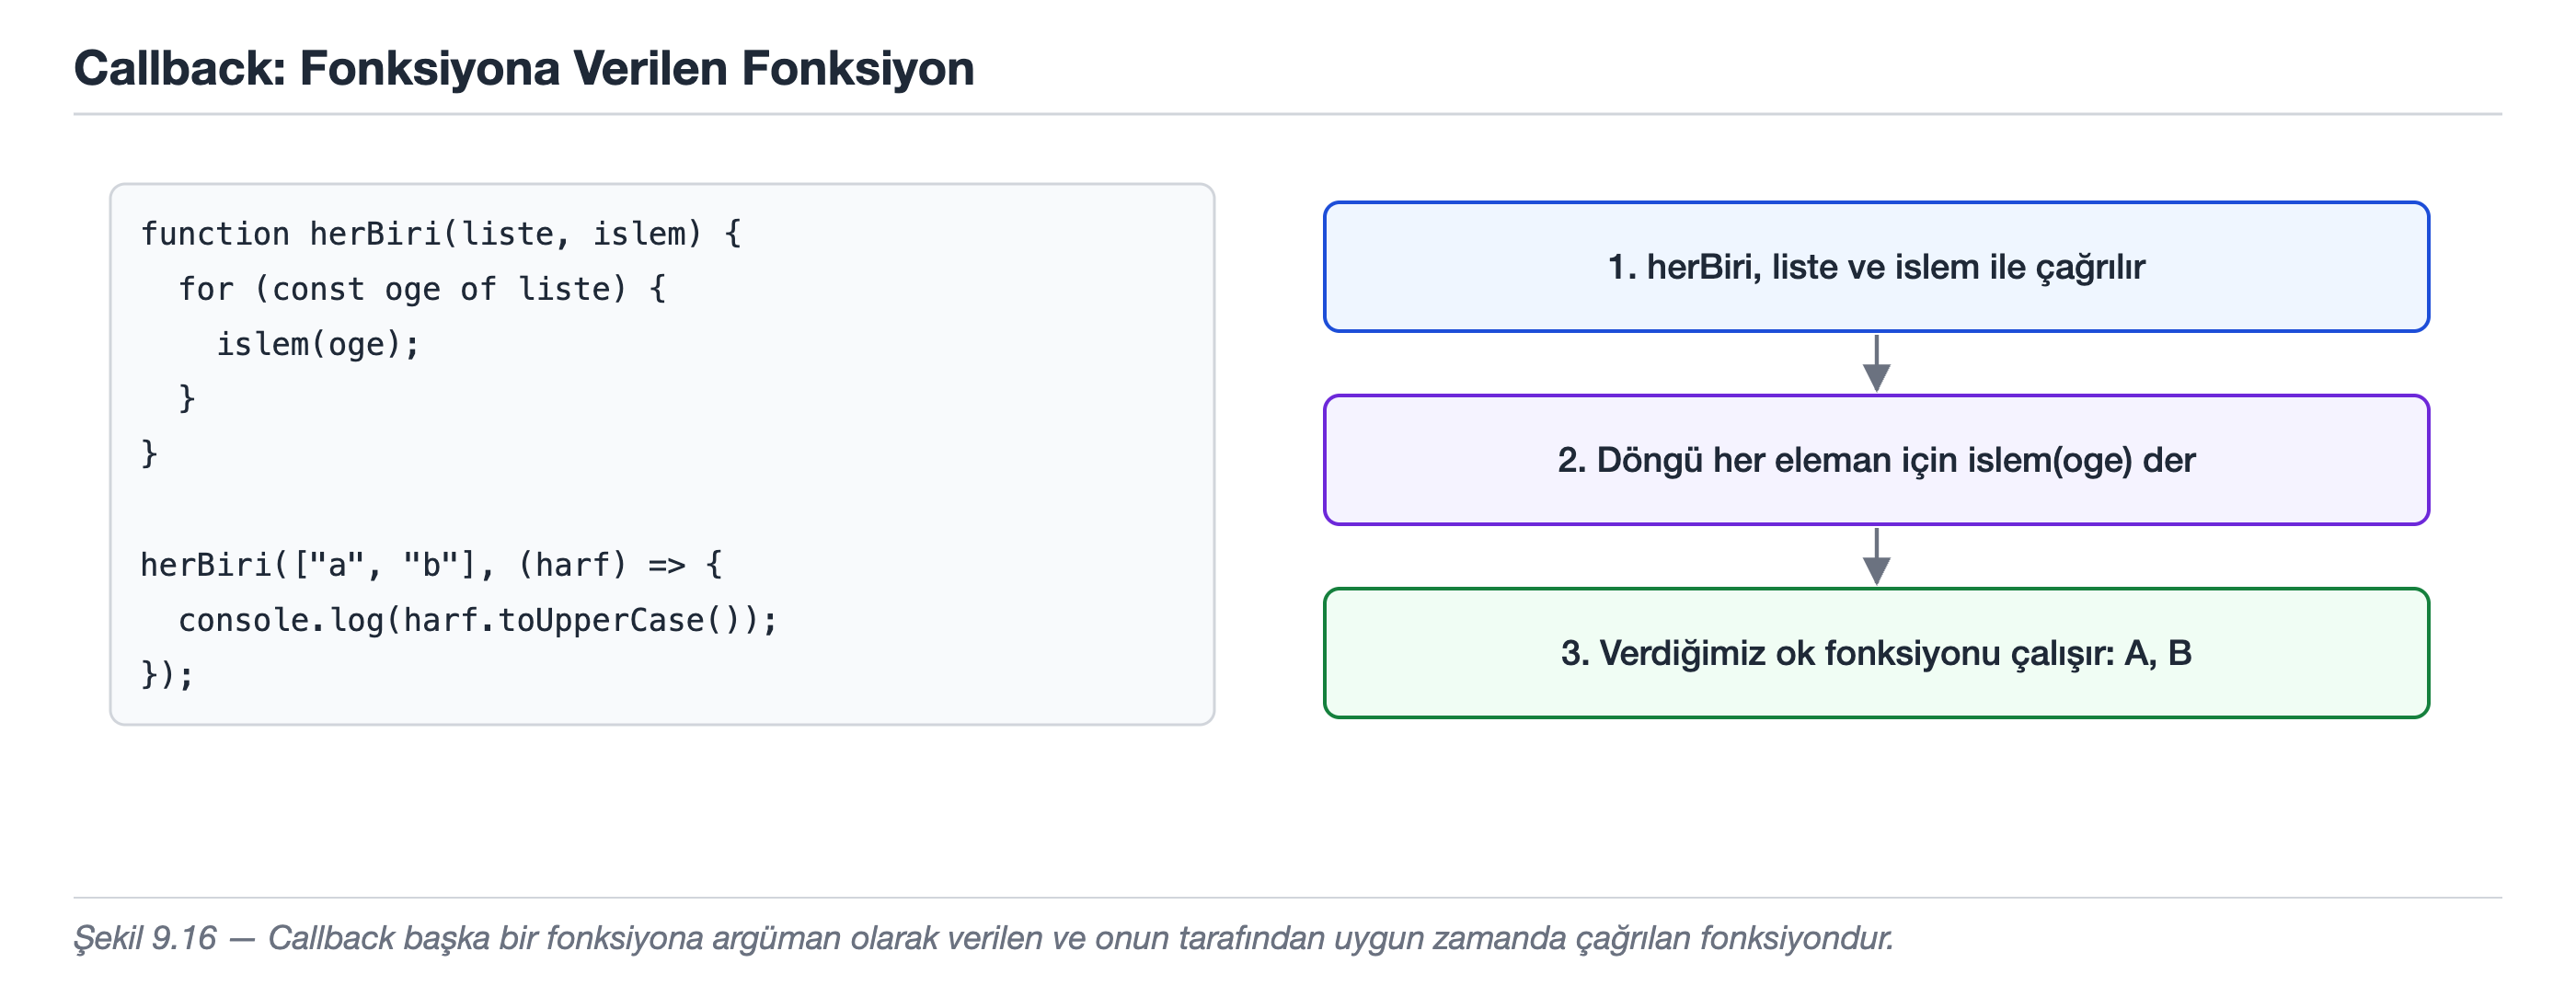 Callback: Fonksiyona Verilen Fonksiyon
function herBiri(liste, islem) {
  for (const oge of liste) {
    islem(oge);
  }
}
herBiri(["a", "b"], (harf) => {
  console.log(harf.toUpperCase());
});
1. herBiri, liste ve islem ile çağrılır
2. Döngü her eleman için islem(oge) der
3. Verdiğimiz ok fonksiyonu çalışır: A, B
Şekil 9.16 — Callback başka bir fonksiyona argüman olarak verilen ve onun tarafından uygun zamanda çağrılan fonksiyondur.